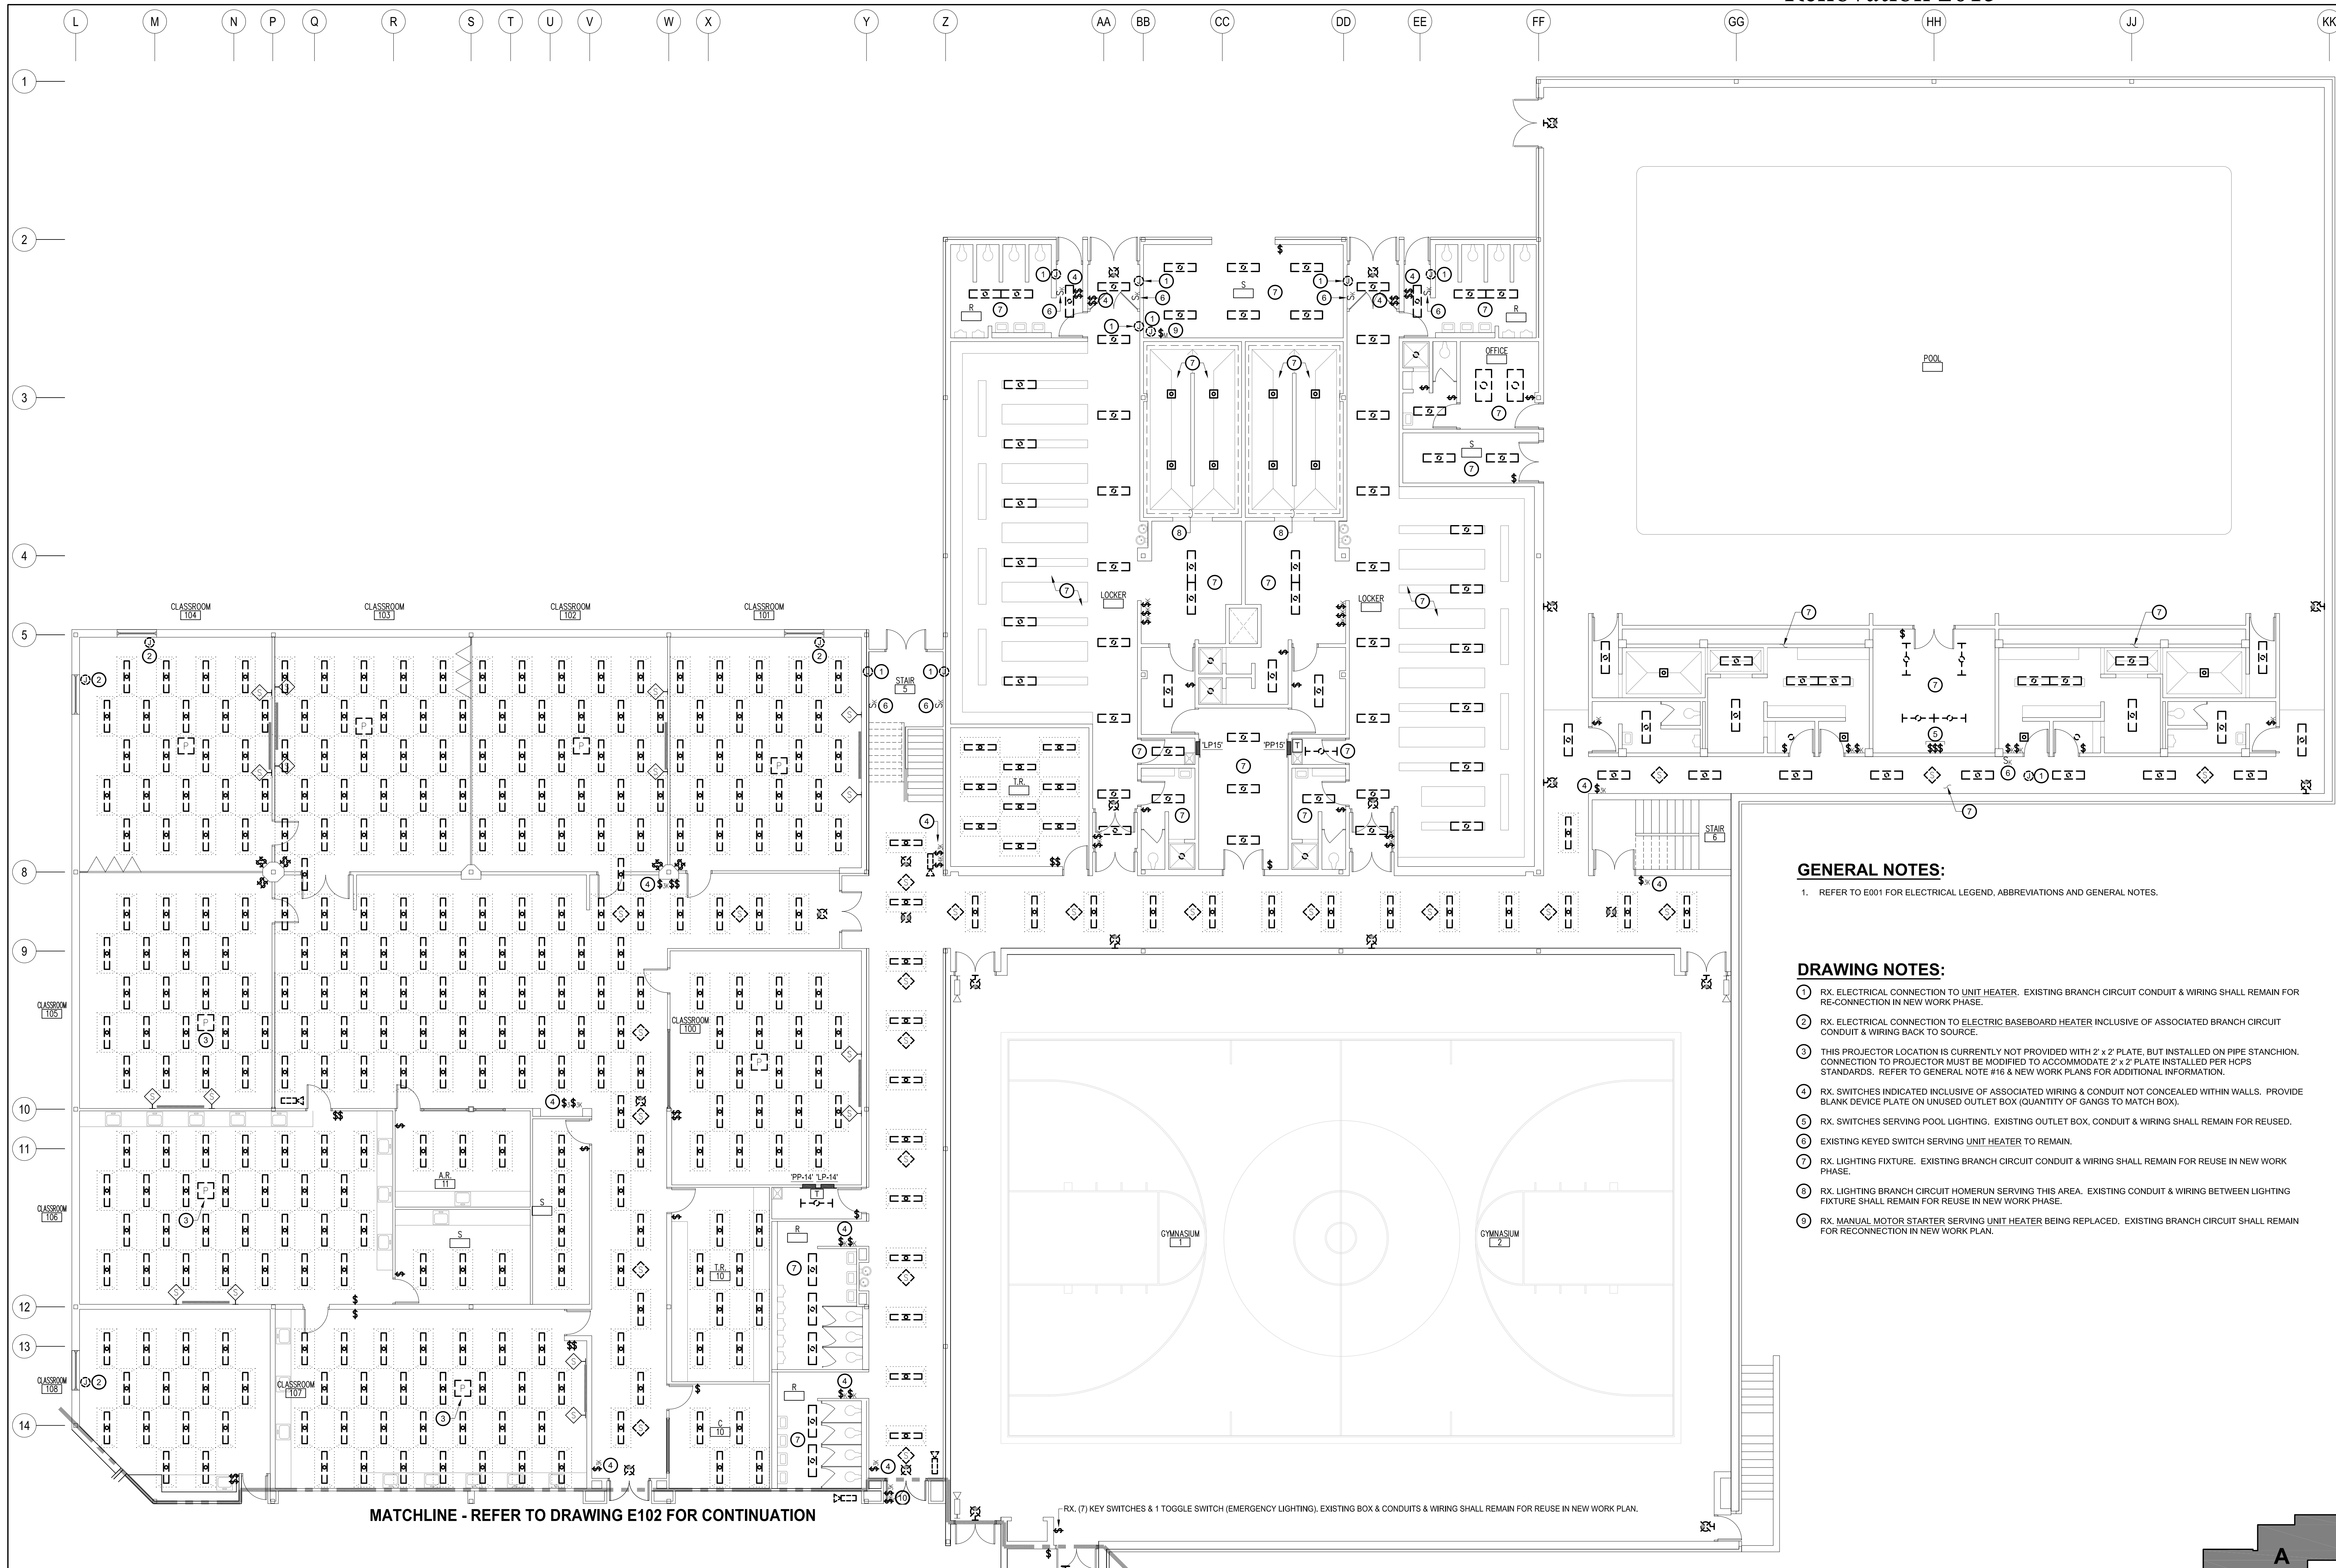 L M N P Q R S T U V W X Y Z AA BB CC DD EE FF GG HH JJ KK
1
2
3
4
5
8
9
10
11
12
13
14
CLASSROOM
104
CLASSROOM
103
CLASSROOM
102
CLASSROOM
101
CLASSROOM
105
CLASSROOM
106
CLASSROOM
108
CLASSROOM
107
CLASSROOM
100
A.R.
11
S
S
T.R.
10
C
10
R
R
'PP-14' 'LP-14'
STAIR
5
T.R.
LOCKER
LOCKER
R
S
R
OFFICE
S
'LP15'
'PP15'
POOL
STAIR
6
GYMNASIUM
1
GYMNASIUM
2
RX. (7) KEY SWITCHES & 1 TOGGLE SWITCH (EMERGENCY LIGHTING). EXISTING BOX & CONDUITS & WIRING SHALL REMAIN FOR REUSE IN NEW WORK PLAN.
MATCHLINE - REFER TO DRAWING E102 FOR CONTINUATION
GENERAL NOTES:
1. REFER TO E001 FOR ELECTRICAL LEGEND, ABBREVIATIONS AND GENERAL NOTES.
DRAWING NOTES:
1 RX. ELECTRICAL CONNECTION TO UNIT HEATER. EXISTING BRANCH CIRCUIT CONDUIT & WIRING SHALL REMAIN FOR
RE-CONNECTION IN NEW WORK PHASE.
2 RX. ELECTRICAL CONNECTION TO ELECTRIC BASEBOARD HEATER INCLUSIVE OF ASSOCIATED BRANCH CIRCUIT
CONDUIT & WIRING BACK TO SOURCE.
3 THIS PROJECTOR LOCATION IS CURRENTLY NOT PROVIDED WITH 2' x 2' PLATE, BUT INSTALLED ON PIPE STANCHION.
CONNECTION TO PROJECTOR MUST BE MODIFIED TO ACCOMMODATE 2' x 2' PLATE INSTALLED PER HCPS
STANDARDS. REFER TO GENERAL NOTE #16 & NEW WORK PLANS FOR ADDITIONAL INFORMATION.
4 RX. SWITCHES INDICATED INCLUSIVE OF ASSOCIATED WIRING & CONDUIT NOT CONCEALED WITHIN WALLS. PROVIDE
BLANK DEVICE PLATE ON UNUSED OUTLET BOX (QUANTITY OF GANGS TO MATCH BOX).
5 RX. SWITCHES SERVING POOL LIGHTING. EXISTING OUTLET BOX, CONDUIT & WIRING SHALL REMAIN FOR REUSED.
6 EXISTING KEYED SWITCH SERVING UNIT HEATER TO REMAIN.
7 RX. LIGHTING FIXTURE. EXISTING BRANCH CIRCUIT CONDUIT & WIRING SHALL REMAIN FOR REUSE IN NEW WORK
PHASE.
8 RX. LIGHTING BRANCH CIRCUIT HOMERUN SERVING THIS AREA. EXISTING CONDUIT & WIRING BETWEEN LIGHTING
FIXTURE SHALL REMAIN FOR REUSE IN NEW WORK PHASE.
9 RX. MANUAL MOTOR STARTER SERVING UNIT HEATER BEING REPLACED. EXISTING BRANCH CIRCUIT SHALL REMAIN
FOR RECONNECTION IN NEW WORK PLAN.
A